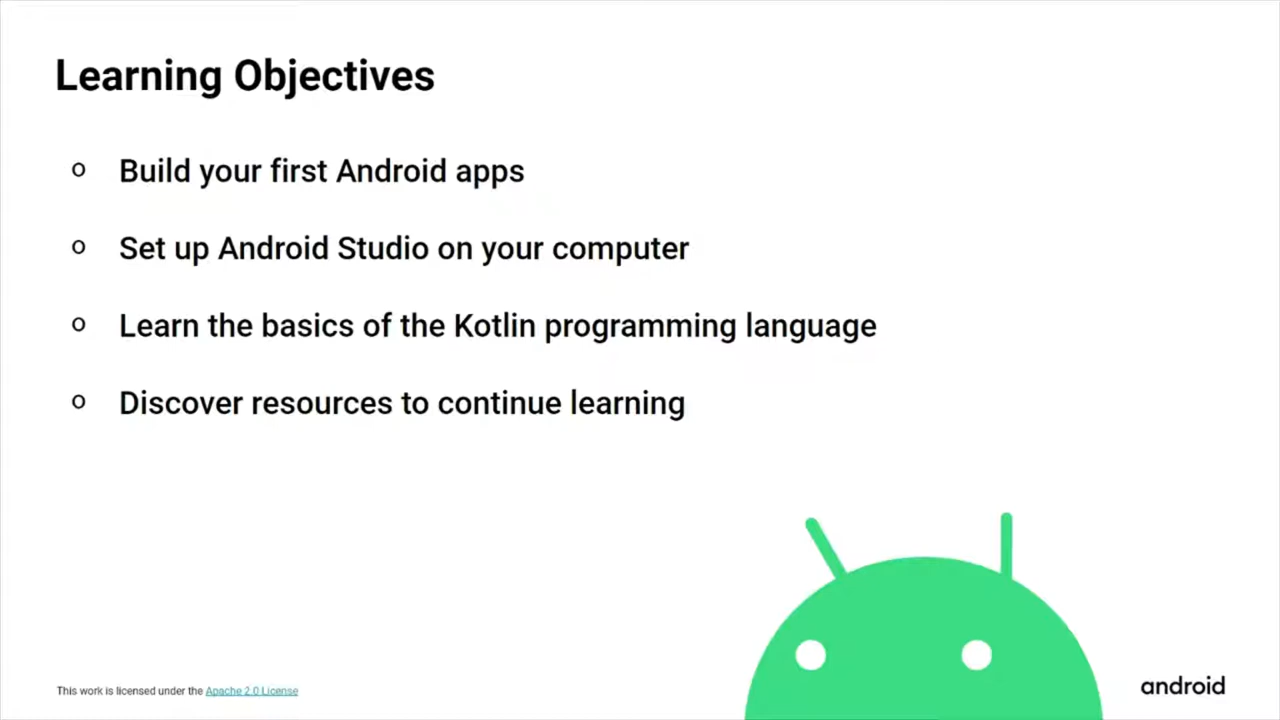 Learning Objectives
o Build your first Android apps
o Set up Android Studio on your computer
o Learn the basics of the Kotlin programming language
o Discover resources to continue learning
This work is licensed under the Apache 2.0 License
android